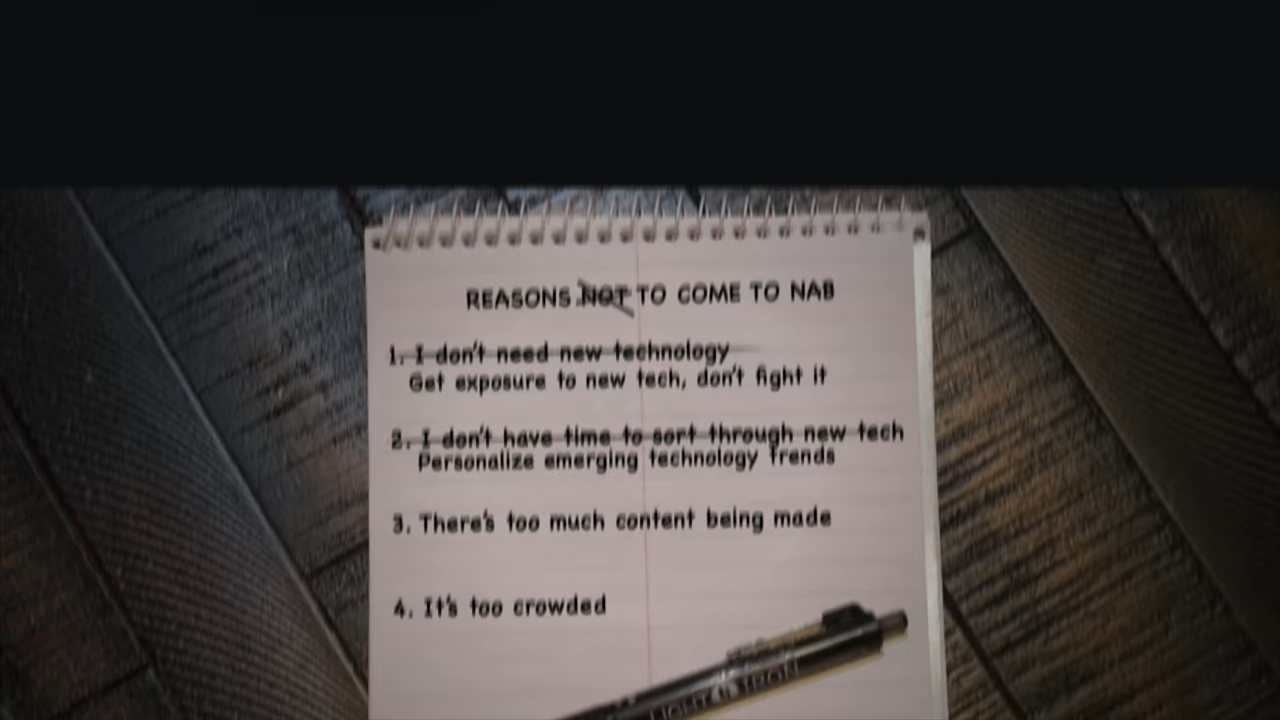 REASONS NOT TO COME TO NAB
1. I don't need new technology
Get exposure to new tech, don't fight it
2. I don't have time to sort through new tech
Personalize emerging technology trends
3. There's too much content being made
4. It's too crowded
LIGHT IRON